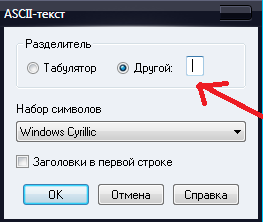 ASCII-текст
Разделитель
Табулятор Другой:
Набор символов
Windows Cyrillic
Заголовки в первой строке
OK Отмена Справка